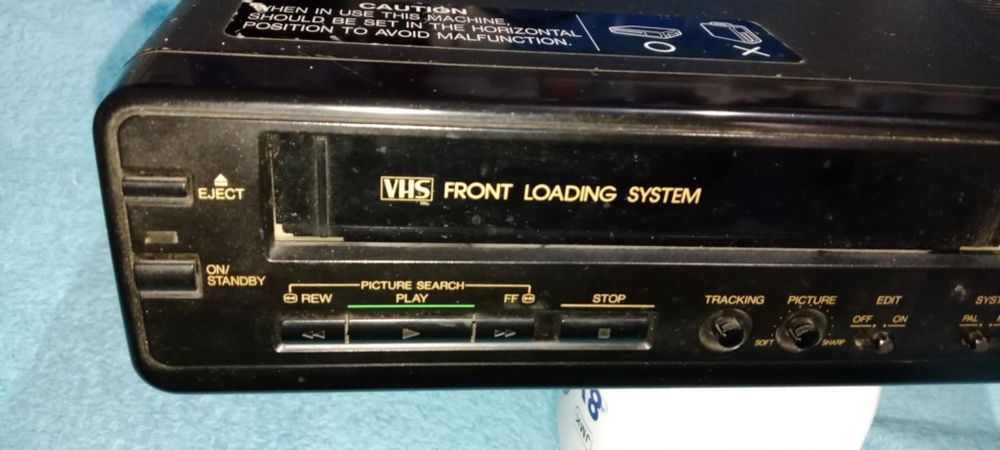 CAUTION
WHEN IN USE THIS MACHINE,
SHOULD BE SET IN THE HORIZONTAL
POSITION TO AVOID MALFUNCTION.
EJECT
VHS FRONT LOADING SYSTEM
PAL
ON/
STANDBY
PICTURE SEARCH
REW PLAY FF STOP
TRACKING PICTURE EDIT
OFF ON
SOFT SHARP
PAL